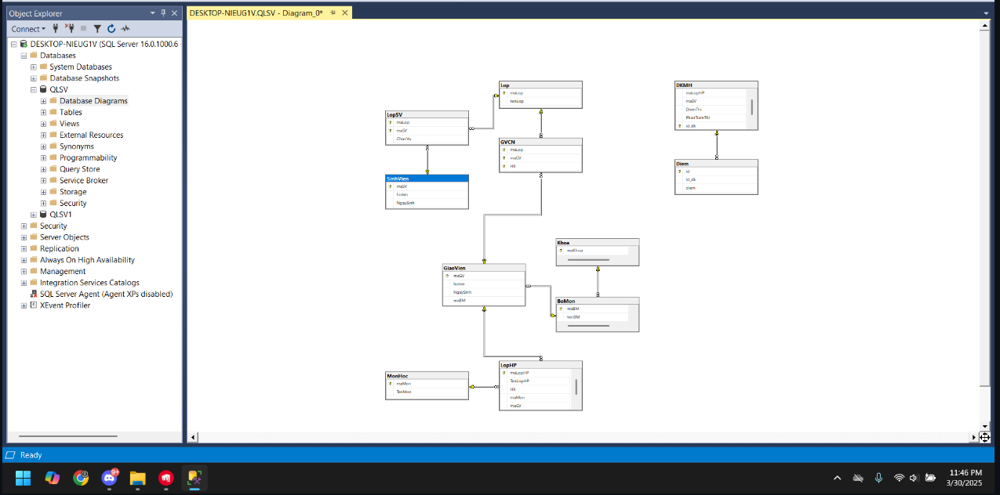 Object Explorer
DESKTOP-NIEUG1V.QLSV - Diagram_0*
Connect
DESKTOP-NIEUG1V (SQL Server 16.0.1000.6 -
Databases
System Databases
Database Snapshots
QLSV
Database Diagrams
Tables
Views
External Resources
Synonyms
Programmability
Query Store
Service Broker
Storage
Security
QLSV1
Security
Server Objects
Replication
Always On High Availability
Management
Integration Services Catalogs
SQL Server Agent (Agent XPs disabled)
XEvent Profiler
Lop
maLop
tenLop
DKMH
maLopHP
maSV
DiemThi
PhanTramThi
id_dk
LopSV
maLop
maSV
ChucVu
GVCN
maLop
maGV
HK
Diem
id
id_dk
diem
SinhVien
maSV
hoten
NgaySinh
Khoa
maKhoa
GiaoVien
maGV
hoten
NgaySinh
maBM
BoMon
maBM
tenBM
LopHP
maLopHP
TenLopHP
HK
maMon
maGV
MonHoc
maMon
TenMon
Ready
9+
11:46 PM
3/30/2025